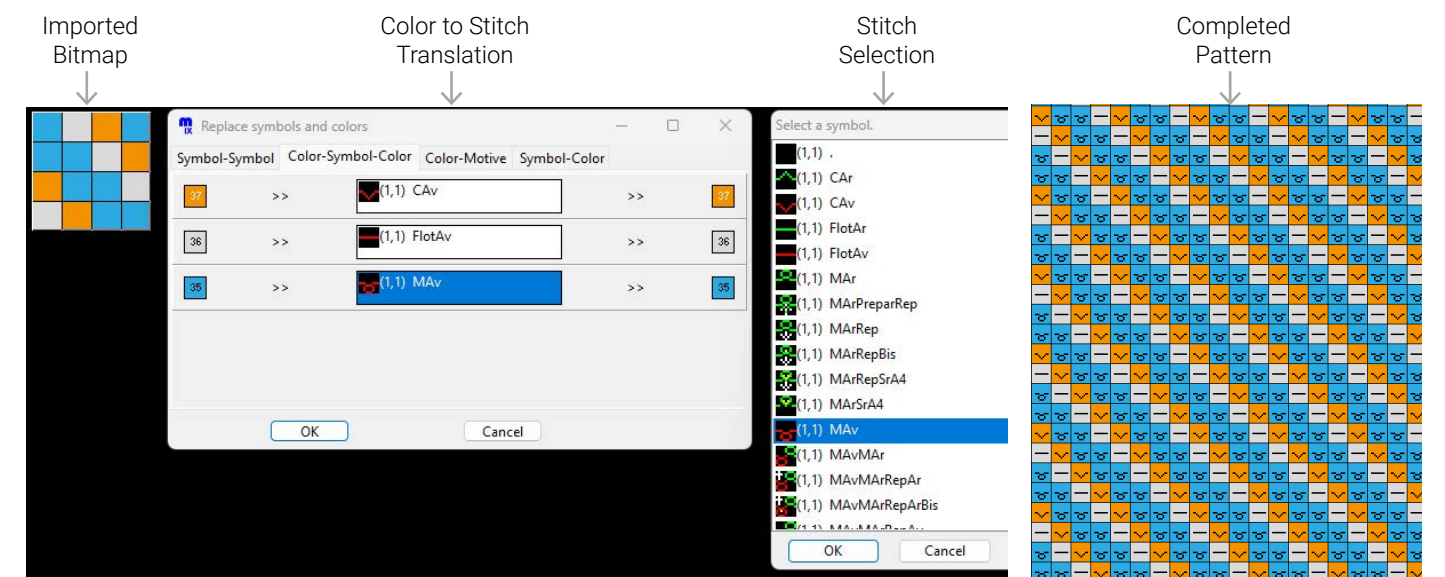 Imported
Bitmap
Color to Stitch
Translation
Stitch
Selection
Completed
Pattern
Replace symbols and colors
Symbol-Symbol Color-Symbol-Color Color-Motive Symbol-Color
37 >> (1,1) CAv >> 37
36 >> (1,1) FlotAv >> 36
35 >> (1,1) MAv >> 35
OK Cancel
Select a symbol.
(1,1) .
(1,1) CAr
(1,1) CAv
(1,1) FlotAr
(1,1) FlotAv
(1,1) MAr
(1,1) MArPreparRep
(1,1) MArRep
(1,1) MArRepBis
(1,1) MArRepSrA4
(1,1) MArSrA4
(1,1) MAv
(1,1) MAvMAr
(1,1) MAvMArRepAr
(1,1) MAvMArRepArBis
OK Cancel